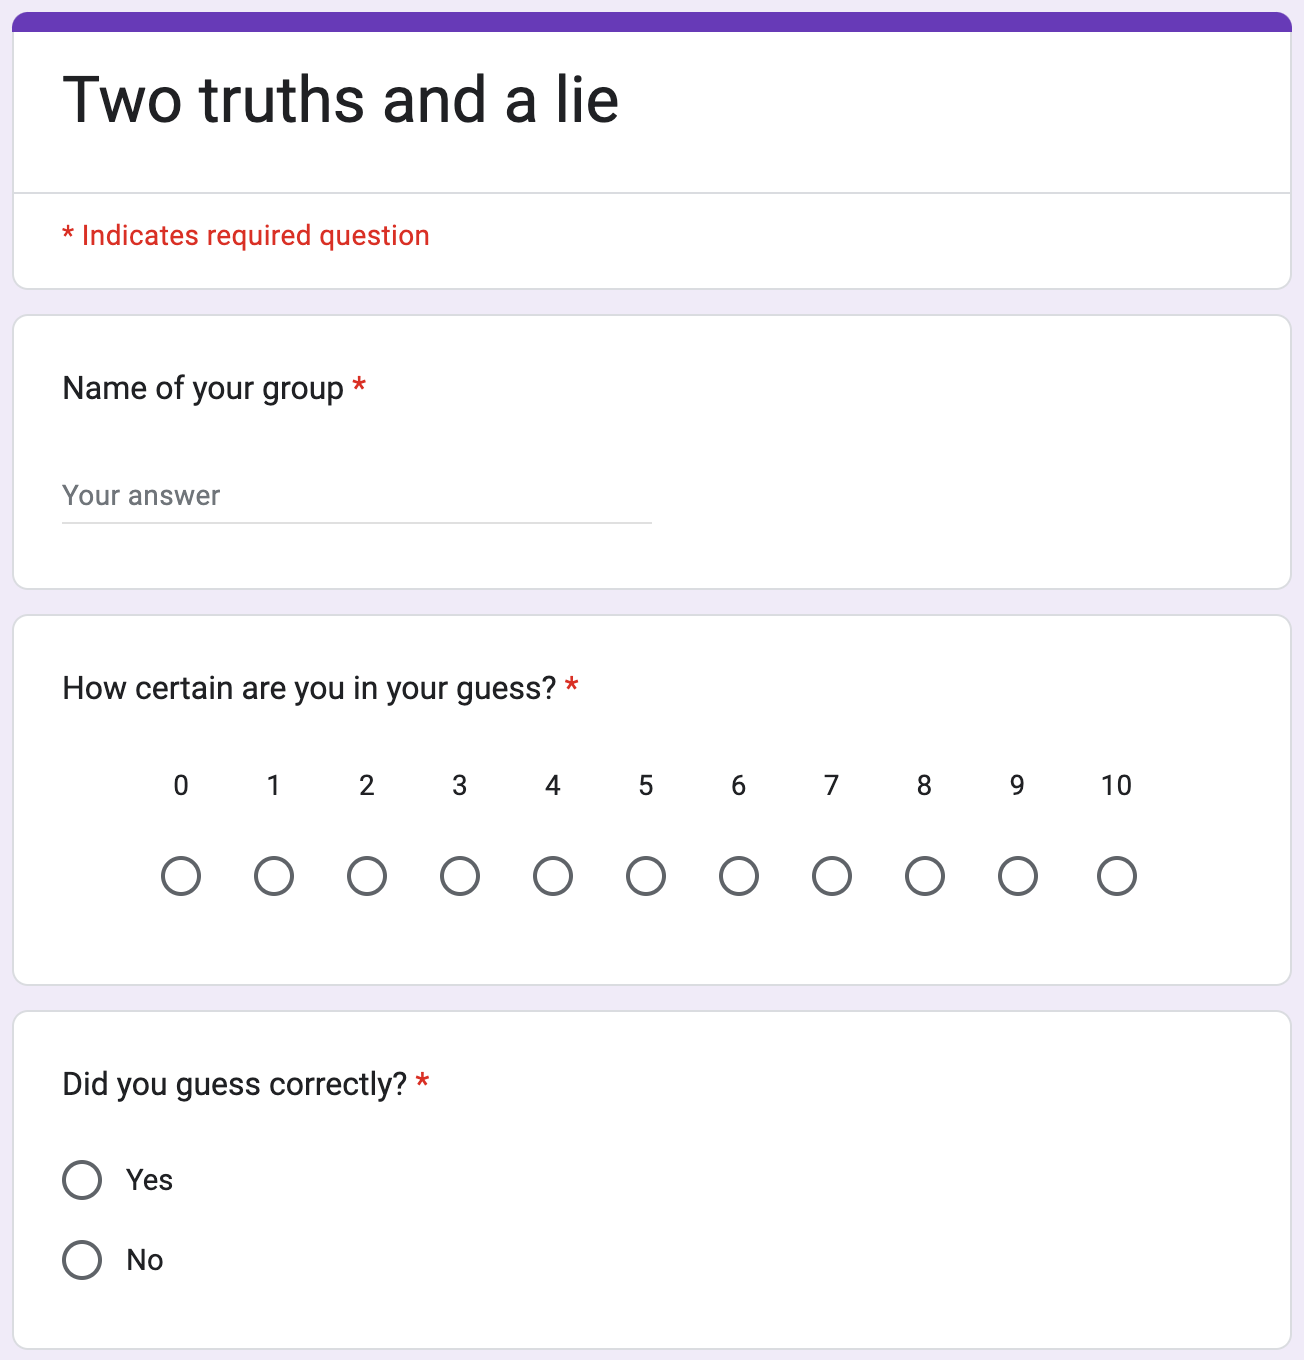 Two truths and a lie
* Indicates required question
Name of your group *
Your answer
How certain are you in your guess? *
0 1 2 3 4 5 6 7 8 9 10
Did you guess correctly? *
Yes
No